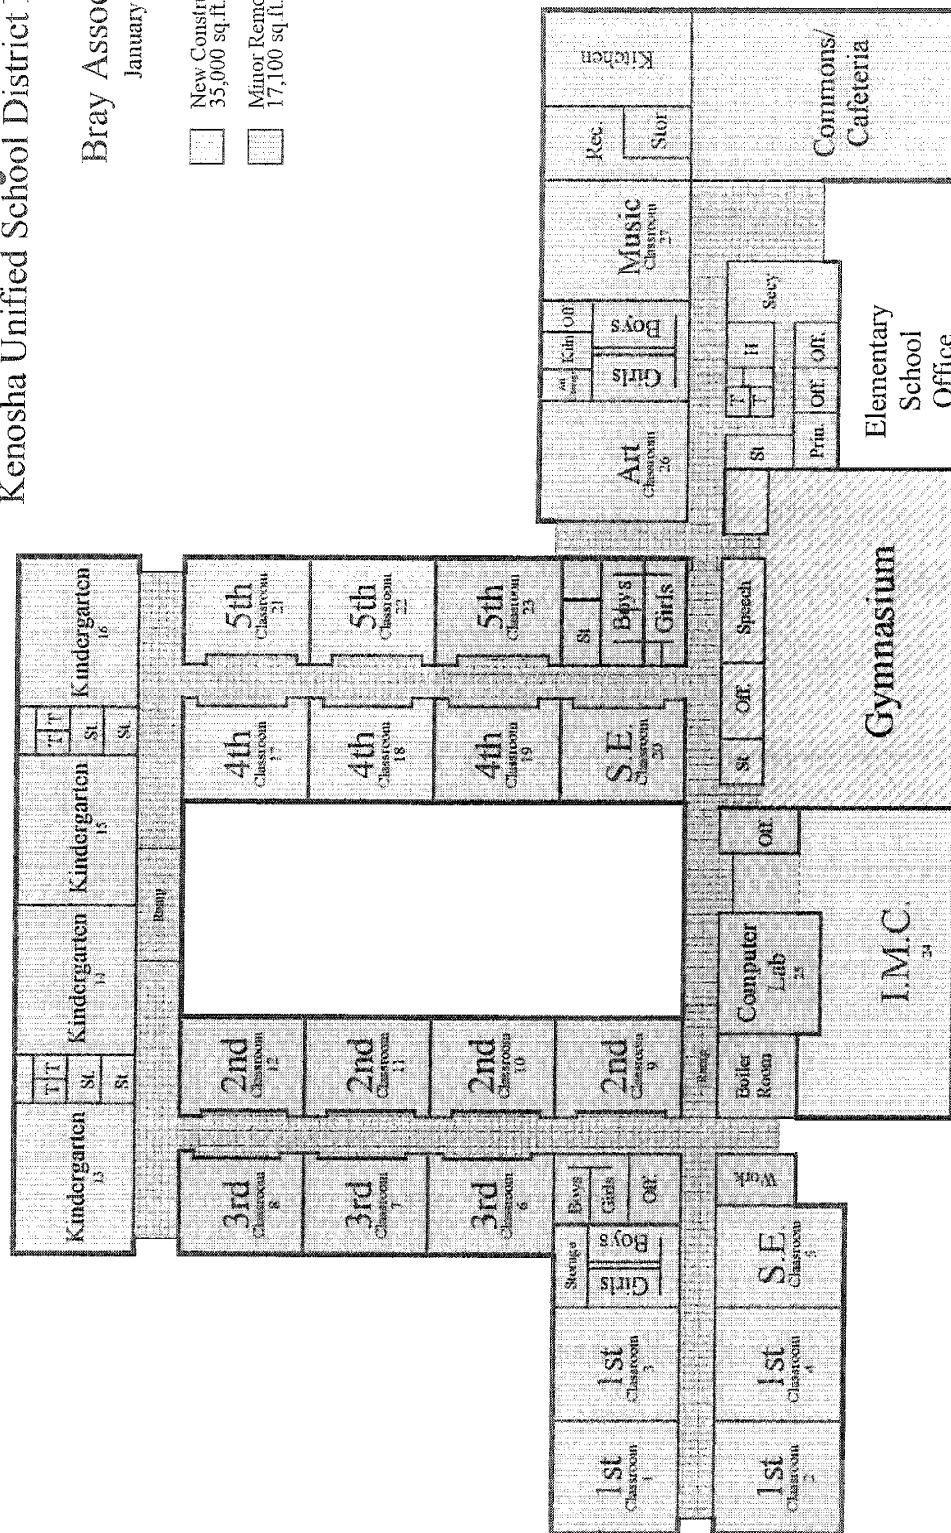 Kenosha Unified School District
Bray Assoc
January
New Constru
35,000 sq.ft.
Minor Remo
17,100 sq.ft.
Kindergarten
13
T
T
St.
St.
Kindergarten
14
Kindergarten
15
T
T
St.
St.
Kindergarten
16
Ramp
3rd
Classroom
8
2nd
Classroom
12
4th
Classroom
17
5th
Classroom
21
3rd
Classroom
7
2nd
Classroom
11
4th
Classroom
18
5th
Classroom
22
3rd
Classroom
6
2nd
Classroom
10
4th
Classroom
19
5th
Classroom
23
1st
Classroom
1
1st
Classroom
3
Storage
Girls
Boys
Boys
Girls
Off.
2nd
Classroom
9
S.E.
Classroom
20
St
Boys
Girls
Art
Classroom
26
Art
Kiln
Off
Girls
Boys
Music
Classroom
27
Rec.
Stor
Kitchen
Ramp
1st
Classroom
2
1st
Classroom
4
S.E
Classroom
5
Work
Boiler
Room
Computer
Lab
25
Off.
I.M.C.
24
St
Off.
Speech
Gymnasium
St
T
T
H
Secy
Prin.
Off.
Off.
Elementary
School
Office
Commons/
Cafeteria